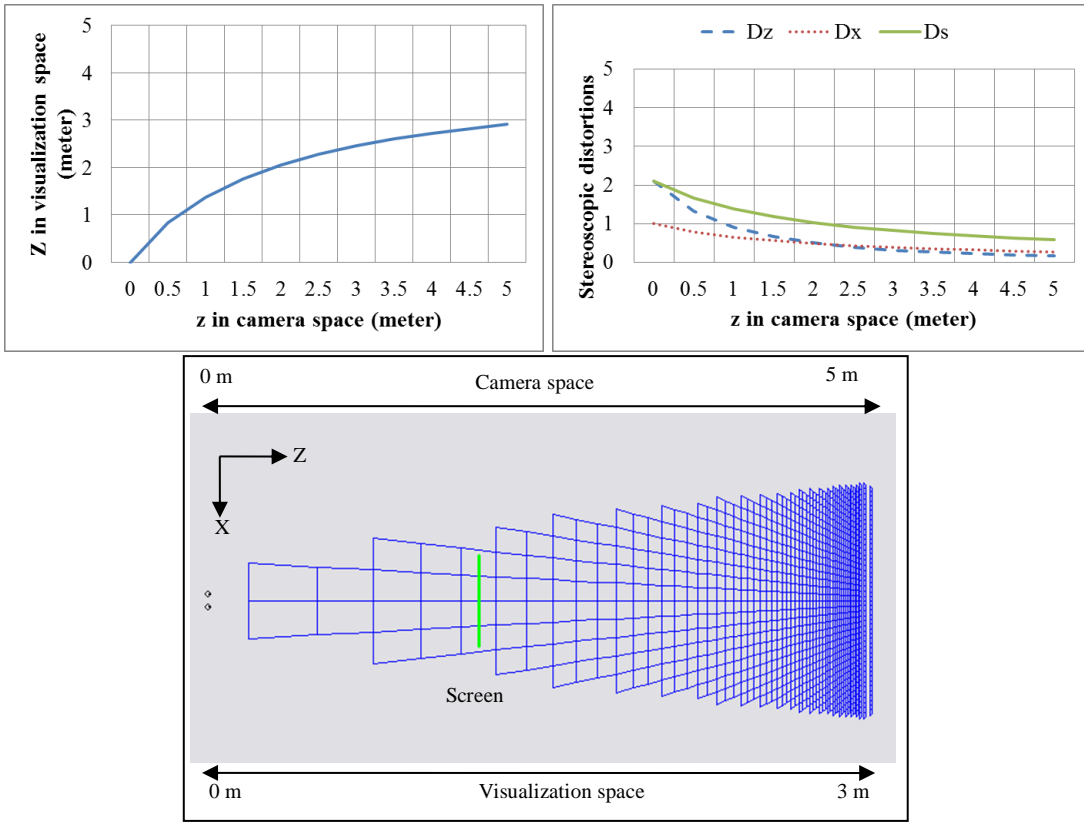 5
4
3
2
1
0
Z in visualization space
(meter)
0 0.5 1 1.5 2 2.5 3 3.5 4 4.5 5
z in camera space (meter)
Dz Dx Ds
5
4
3
2
1
0
Stereoscopic distortions
0 0.5 1 1.5 2 2.5 3 3.5 4 4.5 5
z in camera space (meter)
0 m 5 m
Camera space
Z
X
Screen
0 m Visualization space 3 m